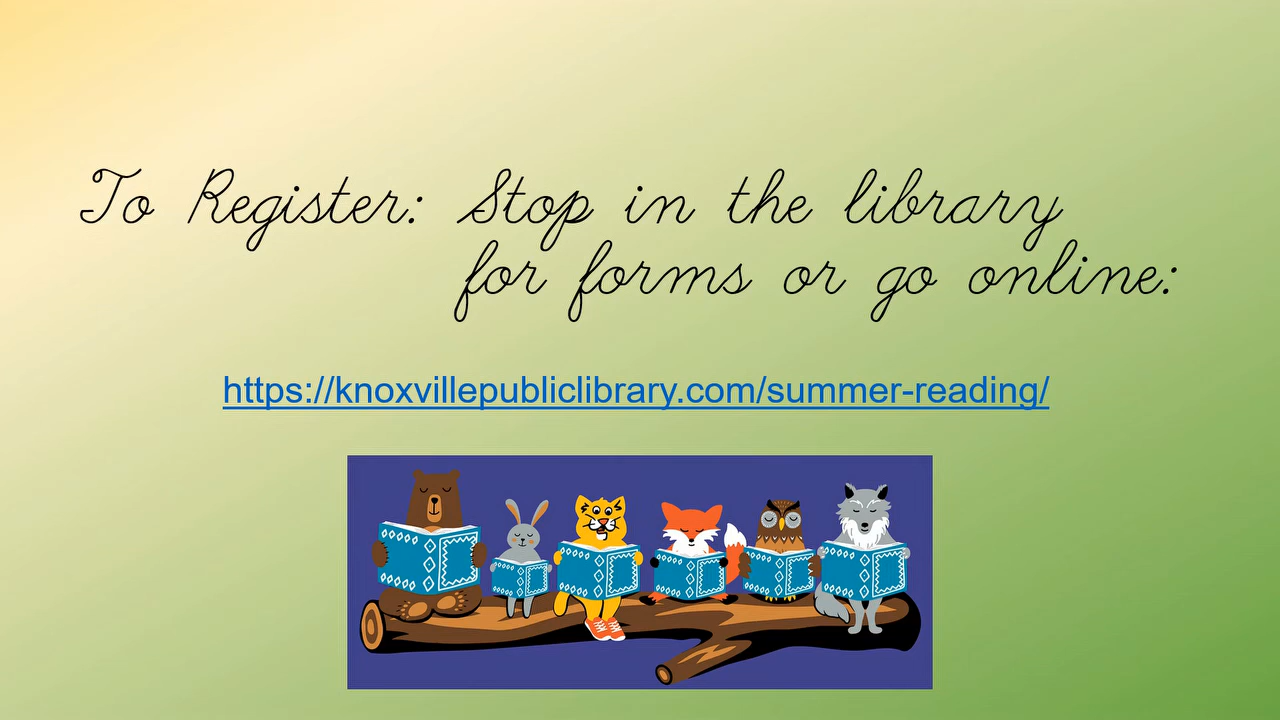 To Register: Stop in the library
for forms or go online:
https://knoxvillepubliclibrary.com/summer-reading/